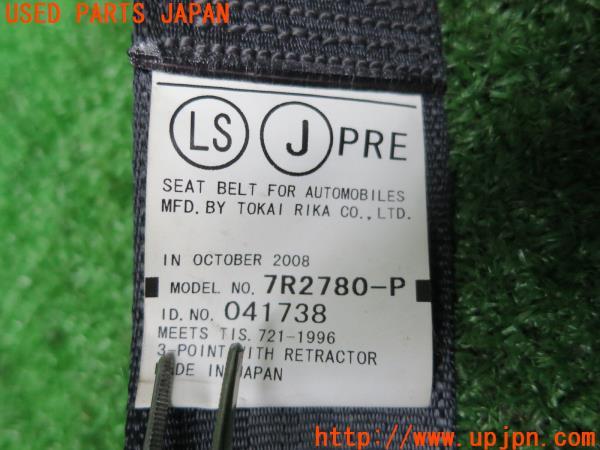 USED PARTS JAPAN
LS J PRE
SEAT BELT FOR AUTOMOBILES
MFD. BY TOKAI RIKA CO., LTD.
IN OCTOBER 2008
MODEL NO. 7R2780-P
ID. NO. 041738
MEETS TIS. 721-1996
3-POINT WITH RETRACTOR
MADE IN JAPAN
http://www.upjpn.com/